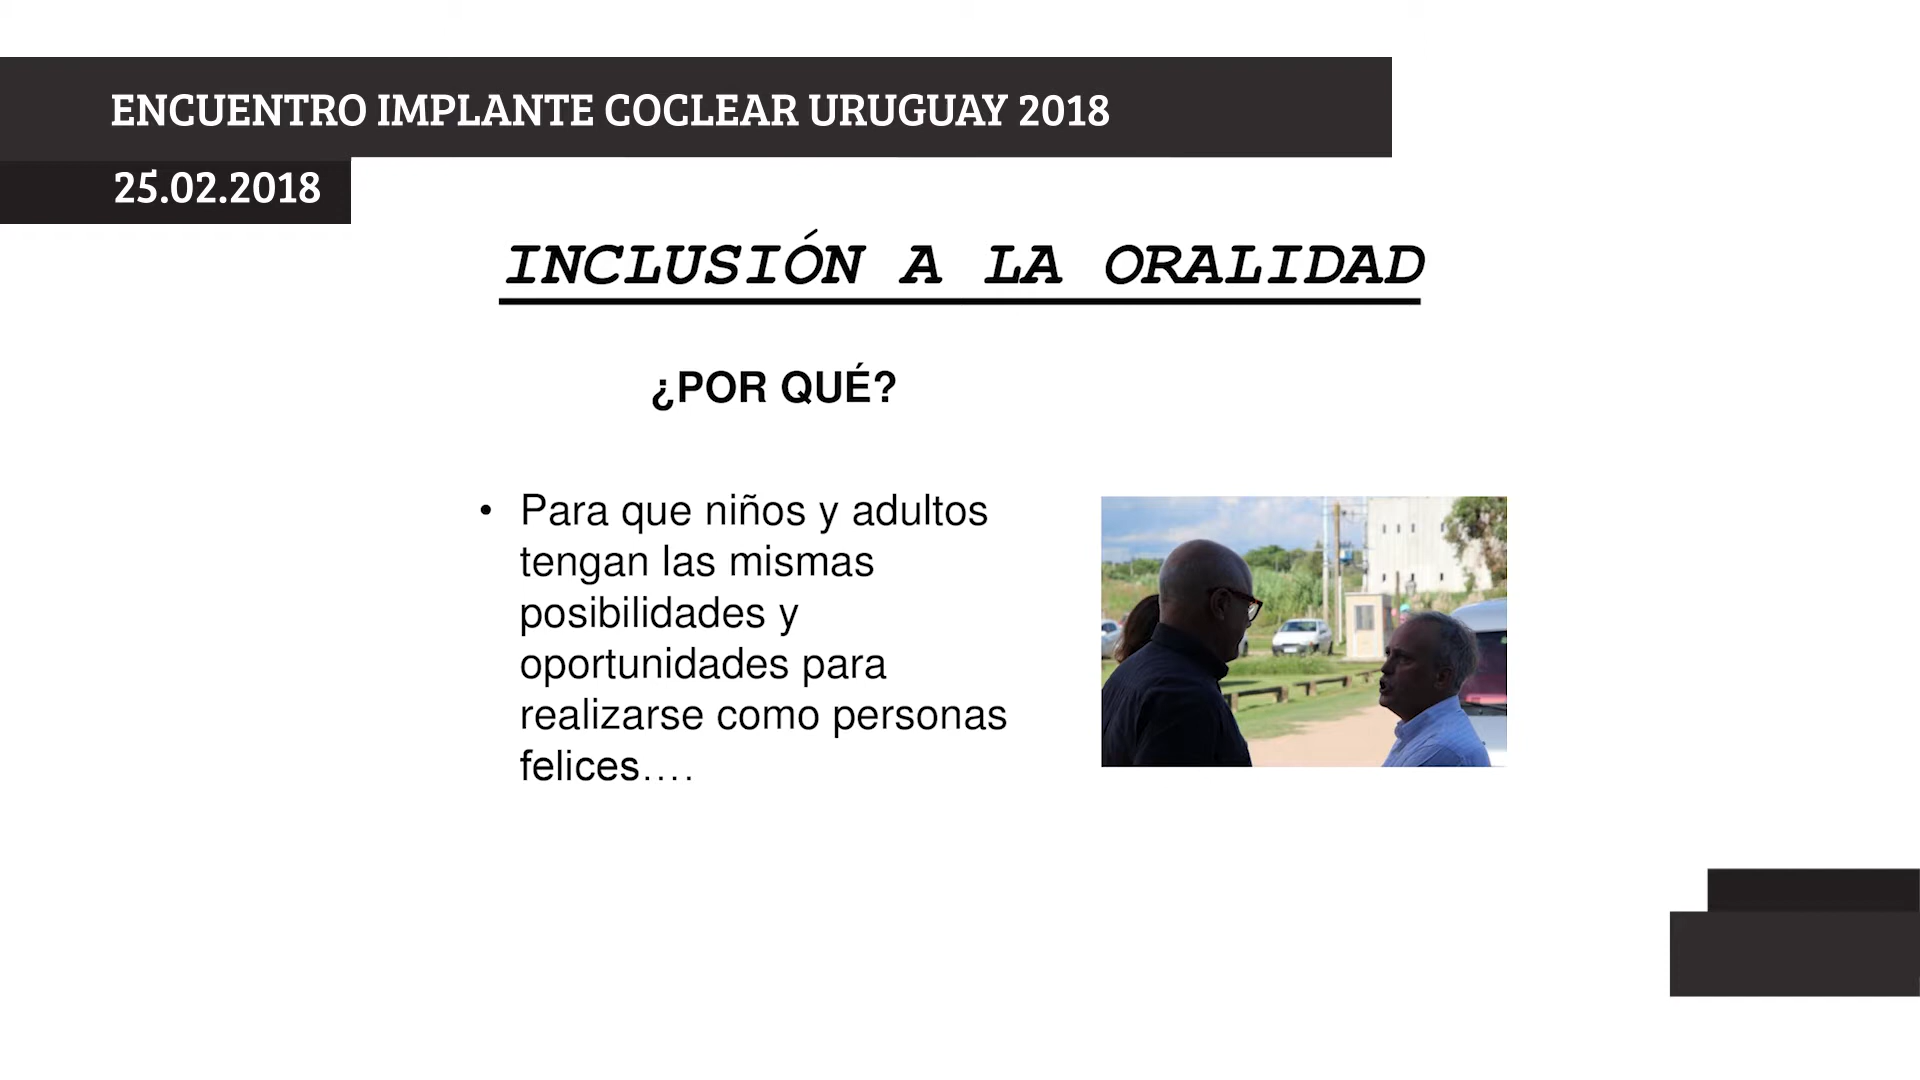 ENCUENTRO IMPLANTE COCLEAR URUGUAY 2018
25.02.2018
INCLUSIÓN A LA ORALIDAD
¿POR QUÉ?
• Para que niños y adultos
tengan las mismas
posibilidades y
oportunidades para
realizarse como personas
felices....